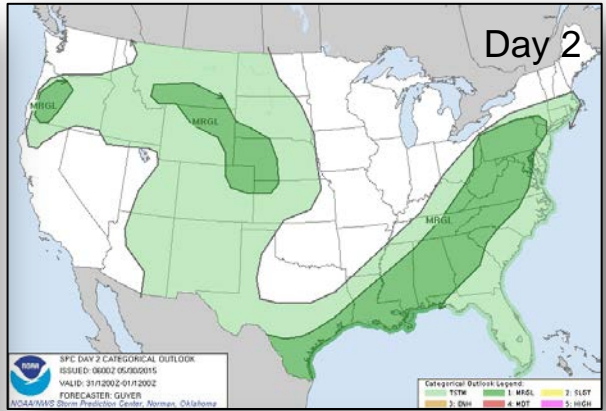 Day 2
MRGL
MRGL
MRGL
SPC DAY 2 CATEGORICAL OUTLOOK
ISSUED: 0600Z 05/30/2015
VALID: 31/1200Z-01/1200Z
FORECASTER: GUYER
NOAA/NWS Storm Prediction Center, Norman, Oklahoma
NOAA
Categorical Outlook Legend:
TSTM 1: MRGL 2: SLGT
3: ENH 4: MDT 5: HIGH